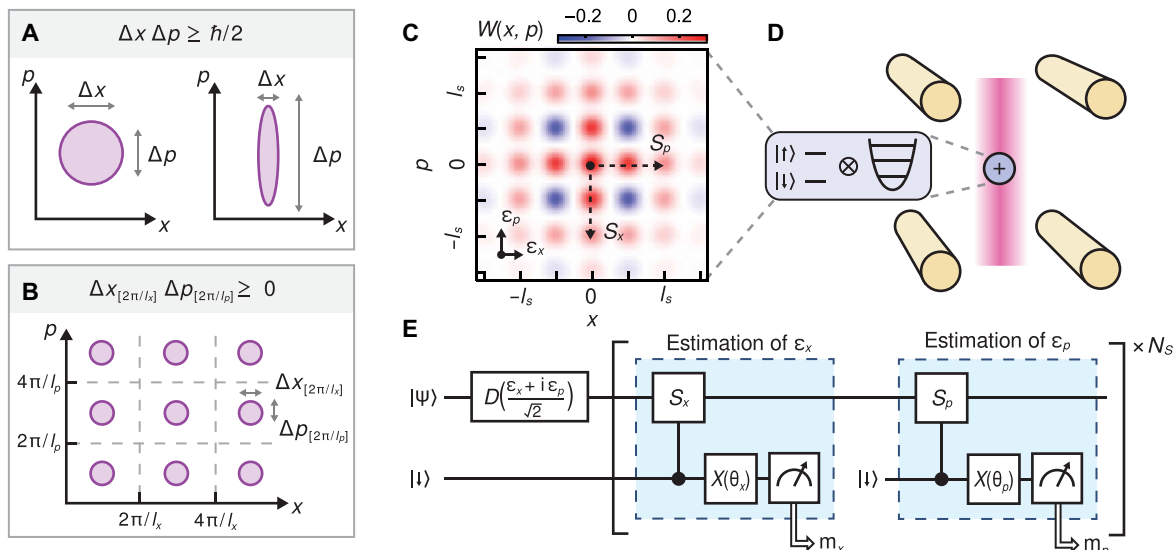 A
Δx Δp ≥ ħ/2
p
Δx
Δp
x
p
Δx
Δp
x
B
Δx[2π/lx] Δp[2π/lp] ≥ 0
p
4π/lp
2π/lp
Δx[2π/lx]
Δp[2π/lp]
2π/lx
4π/lx
x
C
W(x, p)
-0.2
0
0.2
p
ls
0
-ls
Sp
Sx
εp
εx
-ls
0
ls
x
D
|↑⟩
|↓⟩
⊗
+
E
Estimation of εx
Estimation of εp
× NS
|Ψ⟩
D(εx + i εp / √2)
Sx
Sp
|↓⟩
X(θx)
|↓⟩
X(θp)
mx
mp